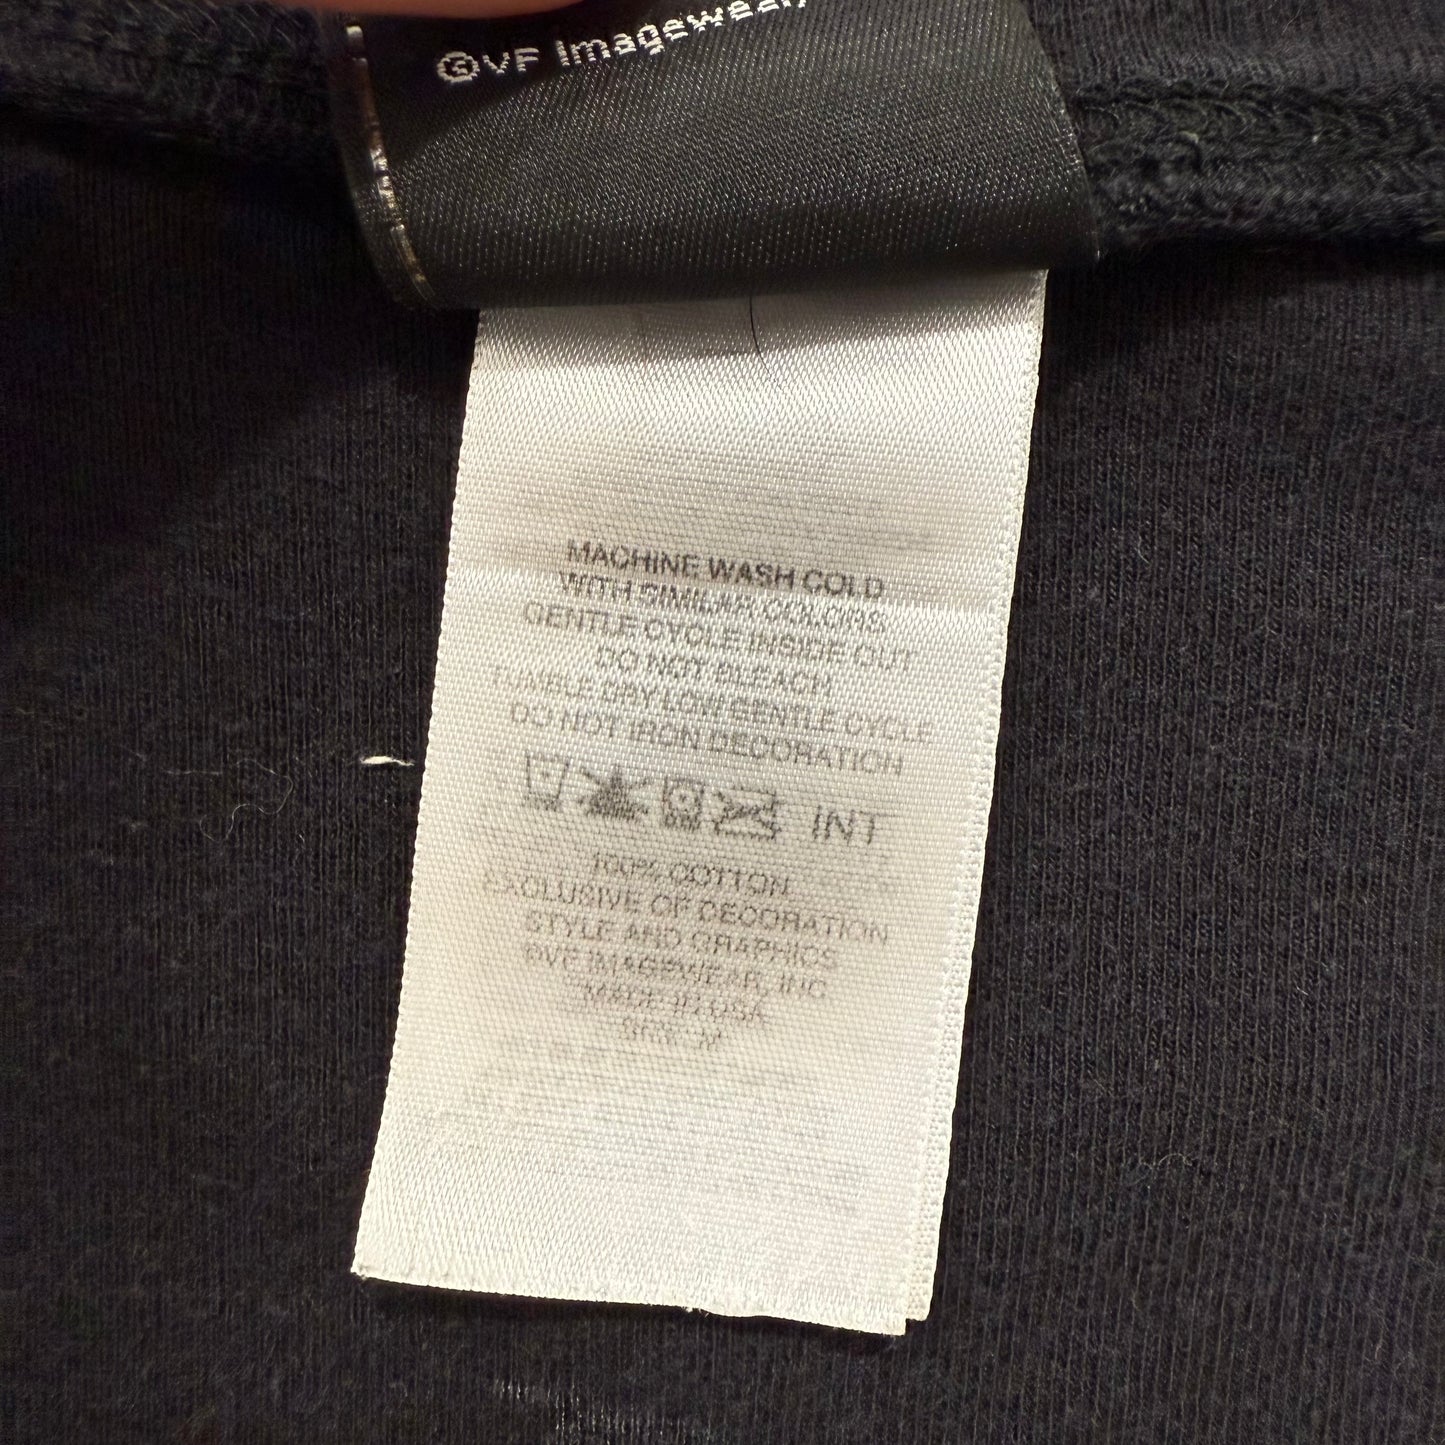 ©VF Imagewear,
MACHINE WASH COLD
WITH SIMILAR COLORS
GENTLE CYCLE INSIDE OUT
DO NOT BLEACH
TUMBLE DRY LOW GENTLE CYCLE
DO NOT IRON DECORATION
INT
100% COTTON
EXCLUSIVE OF DECORATION
STYLE AND GRAPHICS
©VF IMAGEWEAR, INC
MADE IN USA